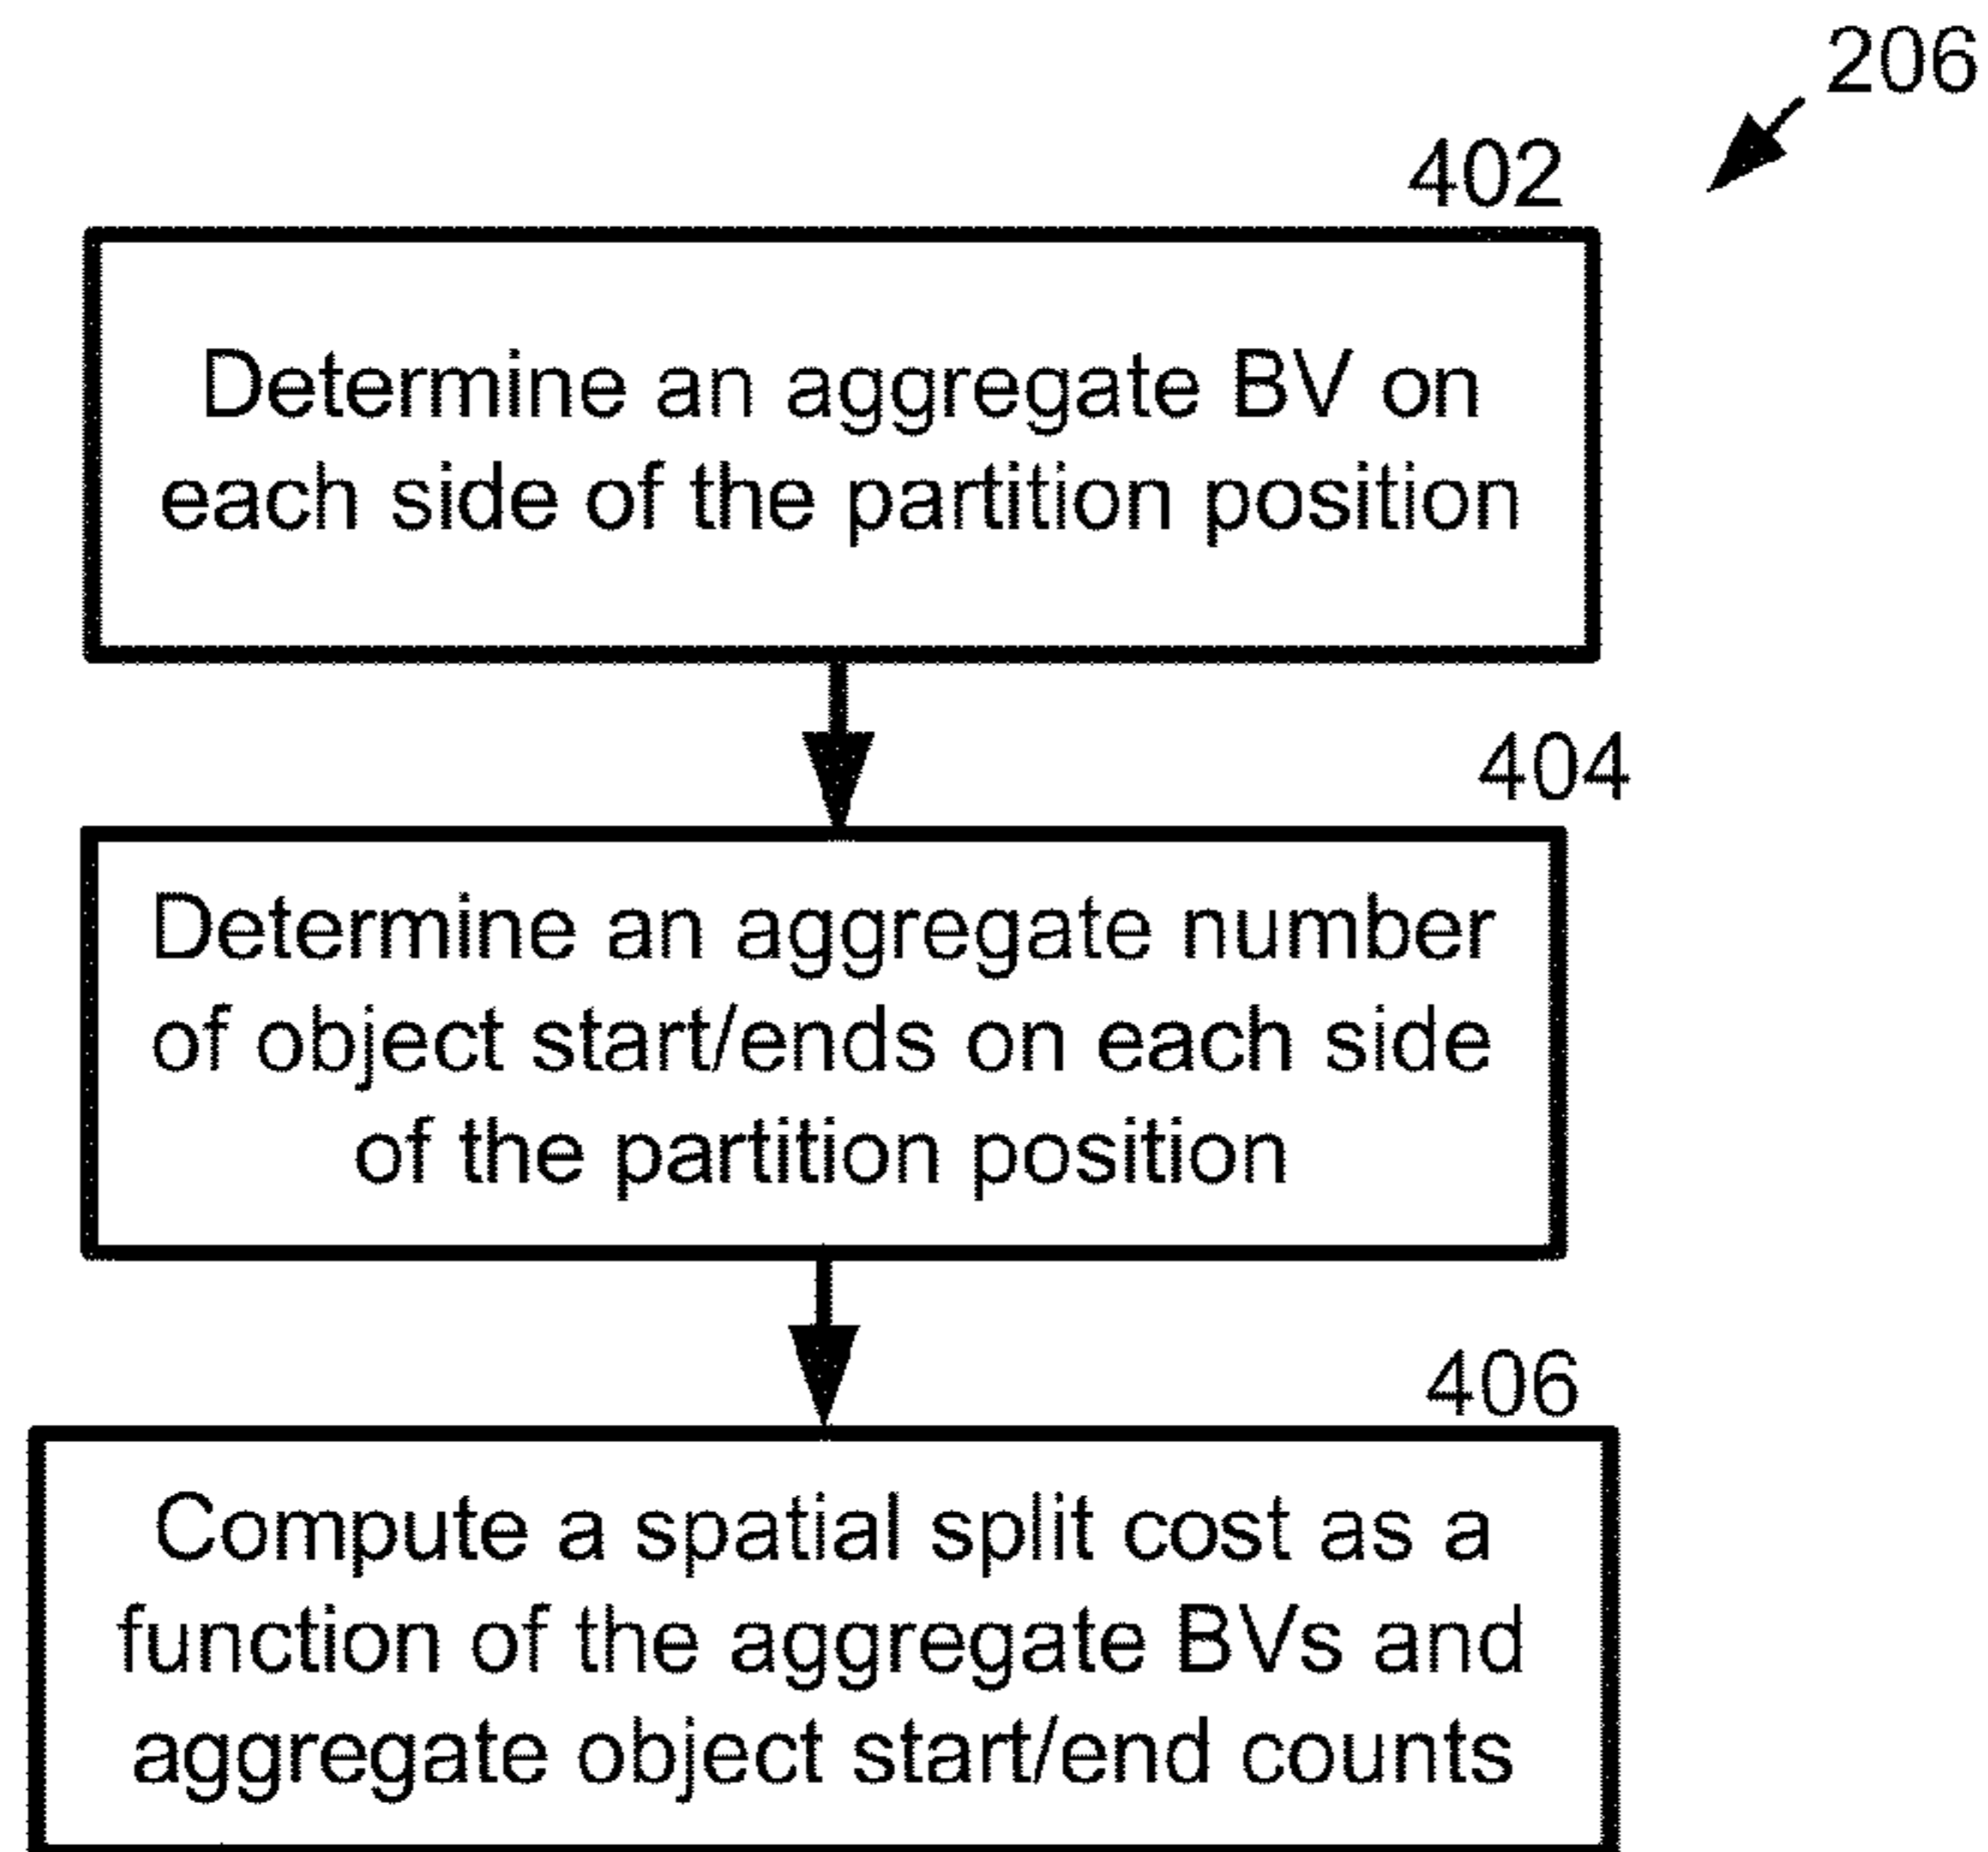 206
402
Determine an aggregate BV on
each side of the partition position
404
Determine an aggregate number
of object start/ends on each side
of the partition position
406
Compute a spatial split cost as a
function of the aggregate BVs and
aggregate object start/end counts